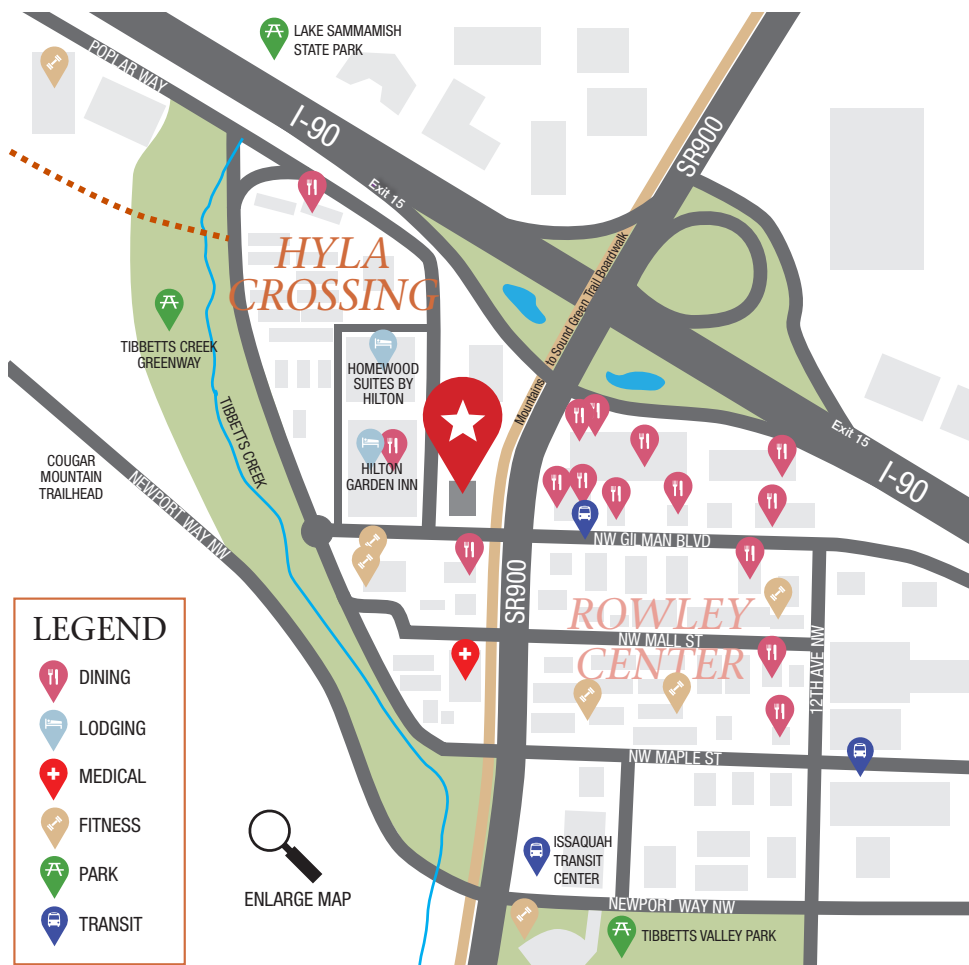 LAKE SAMMAMISH
STATE PARK
POPLAR WAY
I-90
SR900
Exit 15
HYLA
CROSSING
Mountains to Sound Green Trail Boardwalk
TIBBETTS CREEK
GREENWAY
HOMEWOOD
SUITES BY
HILTON
TIBBETTS CREEK
HILTON
GARDEN INN
Exit 15
I-90
COUGAR
MOUNTAIN
TRAILHEAD
NEWPORT WAY NW
NW GILMAN BLVD
SR900
ROWLEY
CENTER
NW MALL ST
12TH AVE NW
NW MAPLE ST
LEGEND
DINING
LODGING
MEDICAL
FITNESS
PARK
TRANSIT
ENLARGE MAP
ISSAQUAH
TRANSIT
CENTER
NEWPORT WAY NW
TIBBETTS VALLEY PARK